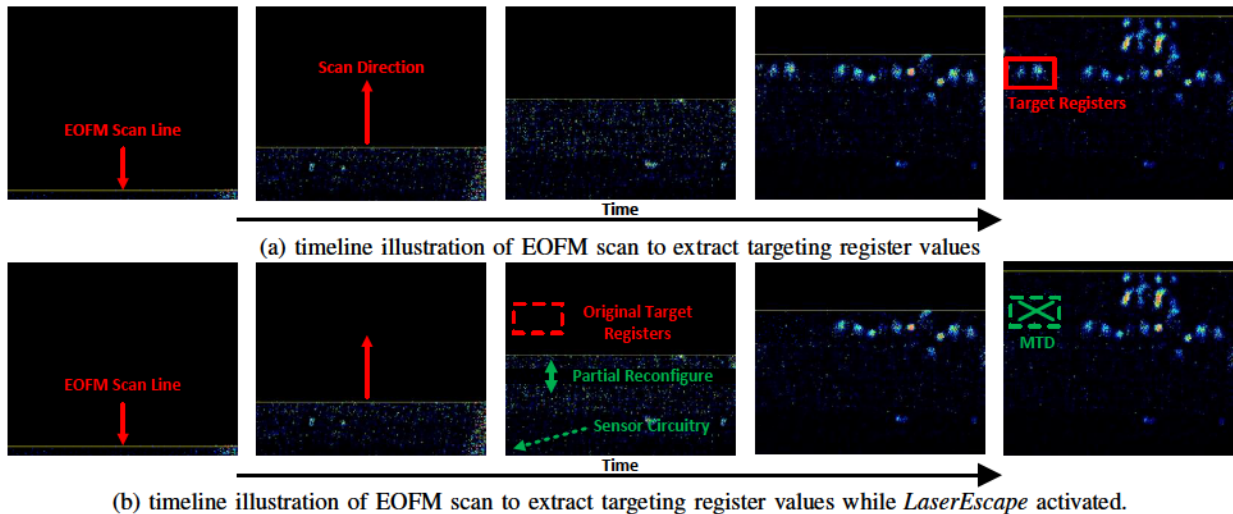 EOFM Scan Line
Scan Direction
Target Registers
Time
(a) timeline illustration of EOFM scan to extract targeting register values
EOFM Scan Line
Original Target
Registers
Partial Reconfigure
Sensor Circuitry
MTD
Time
(b) timeline illustration of EOFM scan to extract targeting register values while LaserEscape activated.